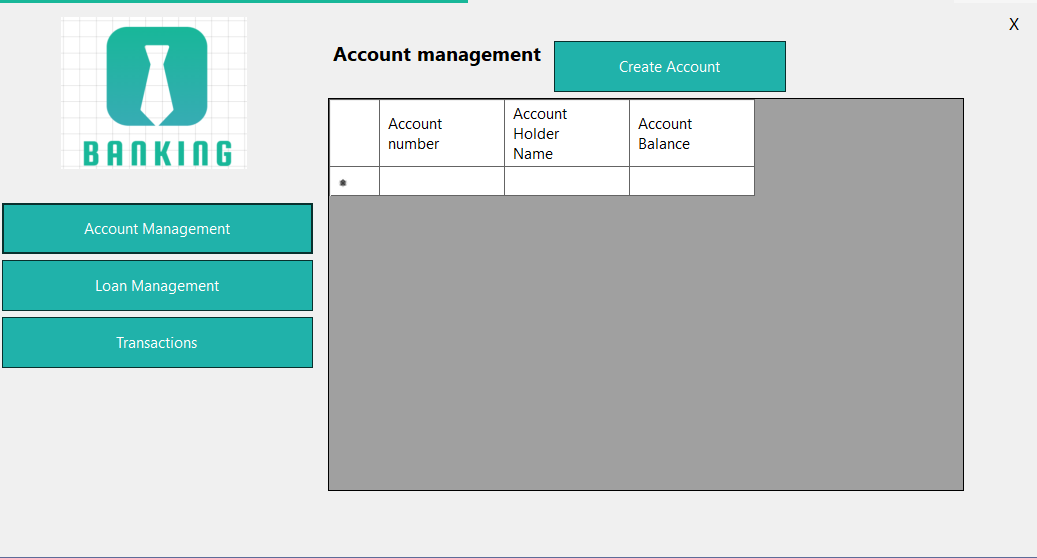 X
BANKING
Account management
Create Account
Account
number
Account
Holder
Name
Account
Balance
Account Management
Loan Management
Transactions